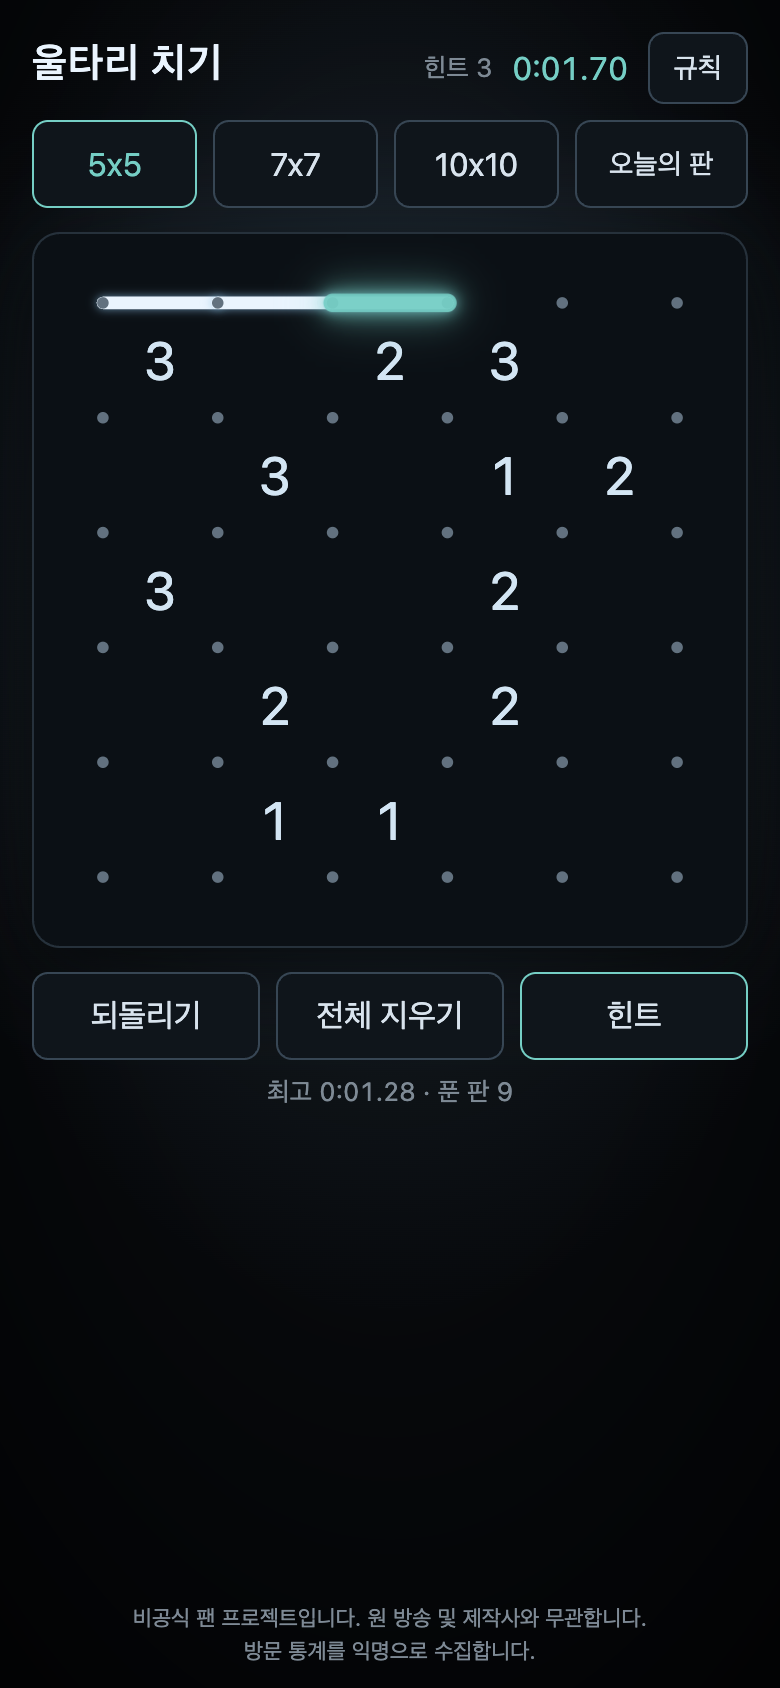 울타리 치기
힌트 3 0:01.70 규칙
5x5 7x7 10x10 오늘의 판
3 2 3
3 1 2
3 2
2 2
1 1
되돌리기 전체 지우기 힌트
최고 0:01.28 · 푼 판 9
비공식 팬 프로젝트입니다. 원 방송 및 제작사와 무관합니다.
방문 통계를 익명으로 수집합니다.